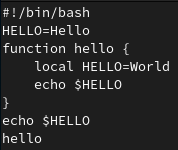 #!/bin/bash
HELLO=Hello
function hello {
    local HELLO=World
    echo $HELLO
}
echo $HELLO
hello